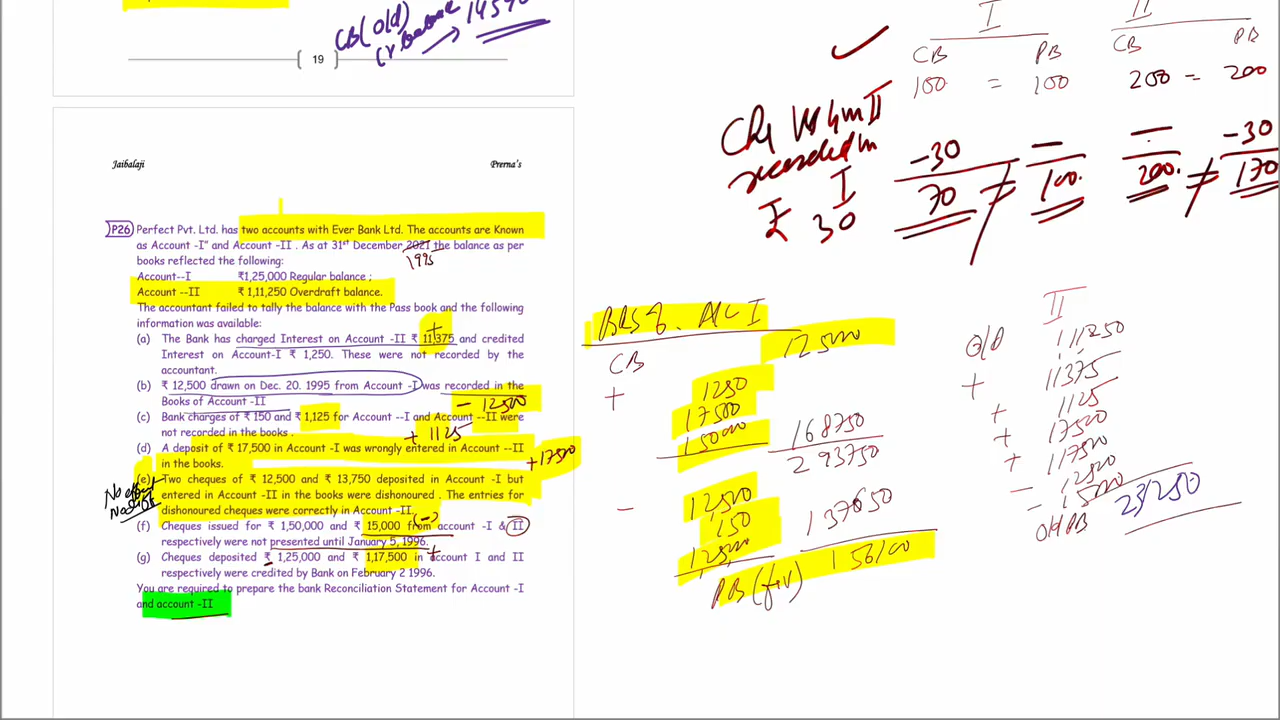 CB (O/d)
Cr balance → 14590
19
Jaibalaji
Prerna's
P26 Perfect Pvt. Ltd. has two accounts with Ever Bank Ltd. The accounts are Known
as Account -I" and Account -II . As at 31st December 2021 the balance as per
1995
books reflected the following:
Account--I ₹1,25,000 Regular balance ;
Account --II ₹ 1,11,250 Overdraft balance.
The accountant failed to tally the balance with the Pass book and the following
information was available:
(a) The Bank has charged Interest on Account -II ₹ 11,375 and credited
+
Interest on Account-I ₹ 1,250. These were not recorded by the
accountant.
(b) ₹ 12,500 drawn on Dec. 20. 1995 from Account -I was recorded in the
Books of Account -II
- 12500
(c) Bank charges of ₹ 150 and ₹ 1,125 for Account --I and Account --II were
not recorded in the books .
+ 1125
(d) A deposit of ₹ 17,500 in Account -I was wrongly entered in Account --II
in the books.
+17500
(e) Two cheques of ₹ 12,500 and ₹ 13,750 deposited in Account -I but
entered in Account -II in the books were dishonoured . The entries for
dishonoured cheques were correctly in Account -II.
No effect
(f) Cheques issued for ₹ 1,50,000 and ₹ 15,000 from account -I & II
(-)
respectively were not presented until January 5, 1996.
(g) Cheques deposited ₹ 1,25,000 and ₹ 1,17,500 in account I and II
+
respectively were credited by Bank on February 2 1996.
You are required to prepare the bank Reconciliation Statement for Account -I
and account -II
I II
CB PB CB PB
100 = 100 200 = 200
II
recorded in
I
₹ 30
-30 — — -30
70 ≠ 100. 200. ≠ 170
BRS of A/C I
CB 125000
+ 1250
17500
150000 168750
293750
- 12500
150
125000 137650
PB (fav) 156100
II
O/D 111250
+ 11375
+ 1125
+ 17500
+ 117500
- 12500
- 15000
O/d PB 231250